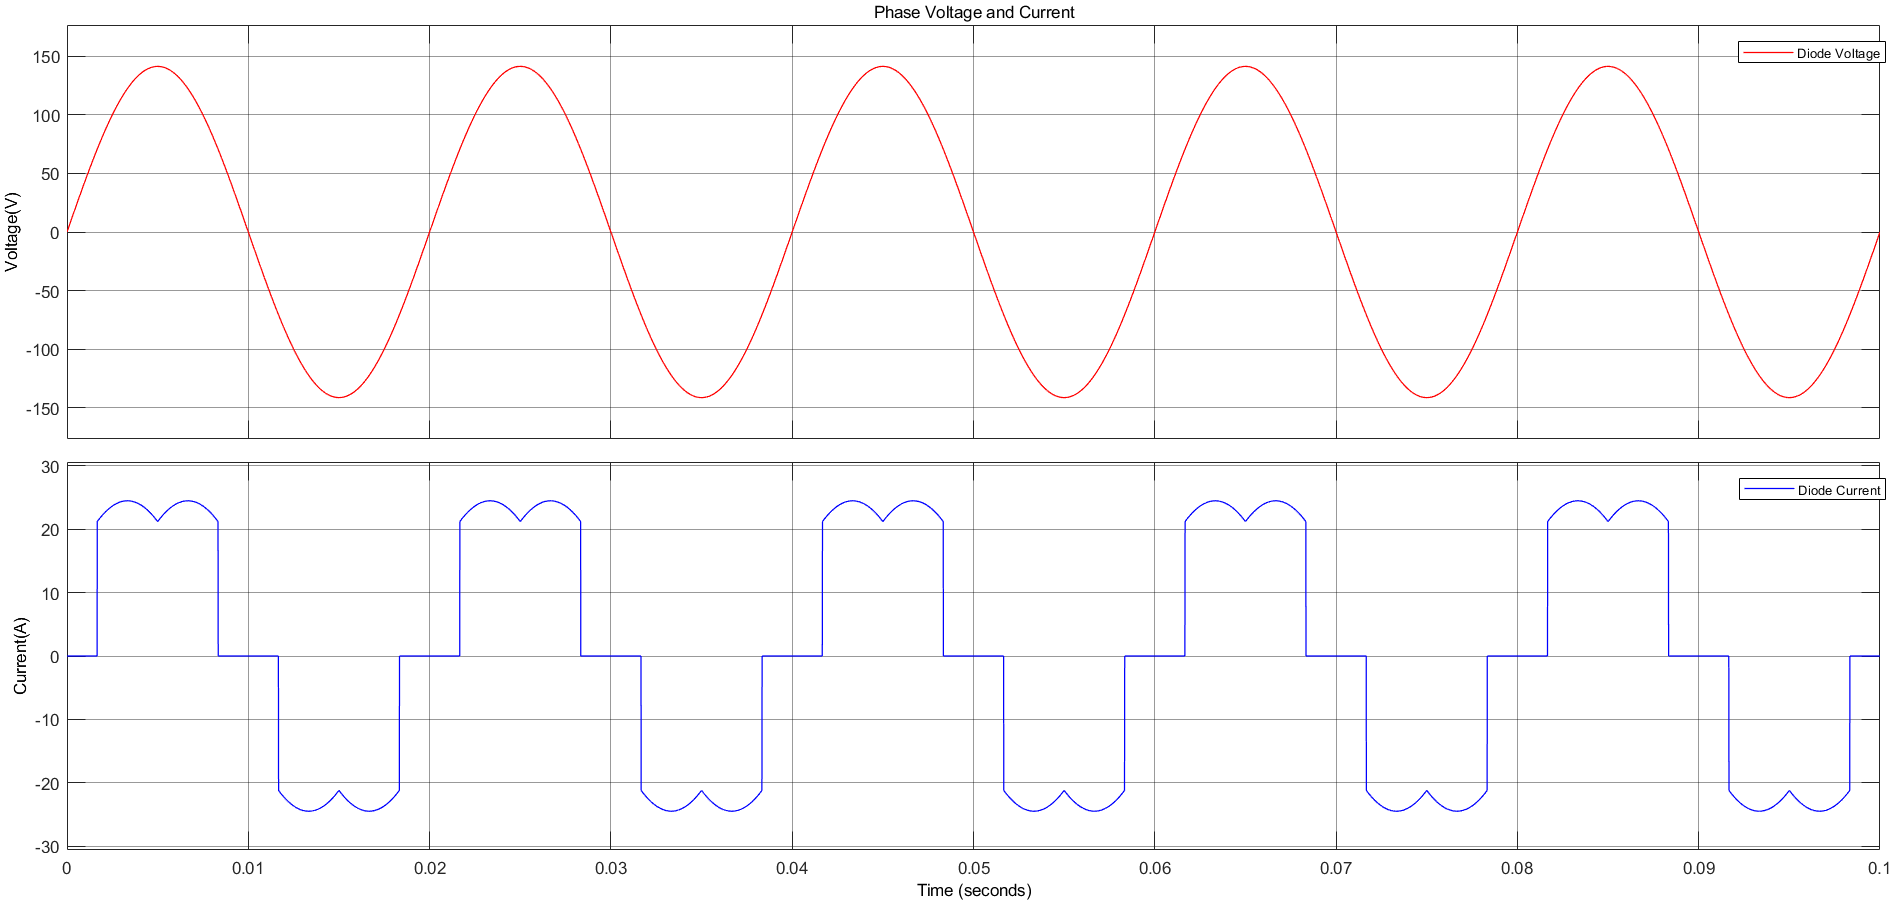 Phase Voltage and Current
Diode Voltage
150
100
50
0
-50
-100
-150
Voltage(V)
Diode Current
30
20
10
0
-10
-20
-30
Current(A)
0 0.01 0.02 0.03 0.04 0.05 0.06 0.07 0.08 0.09 0.1
Time (seconds)